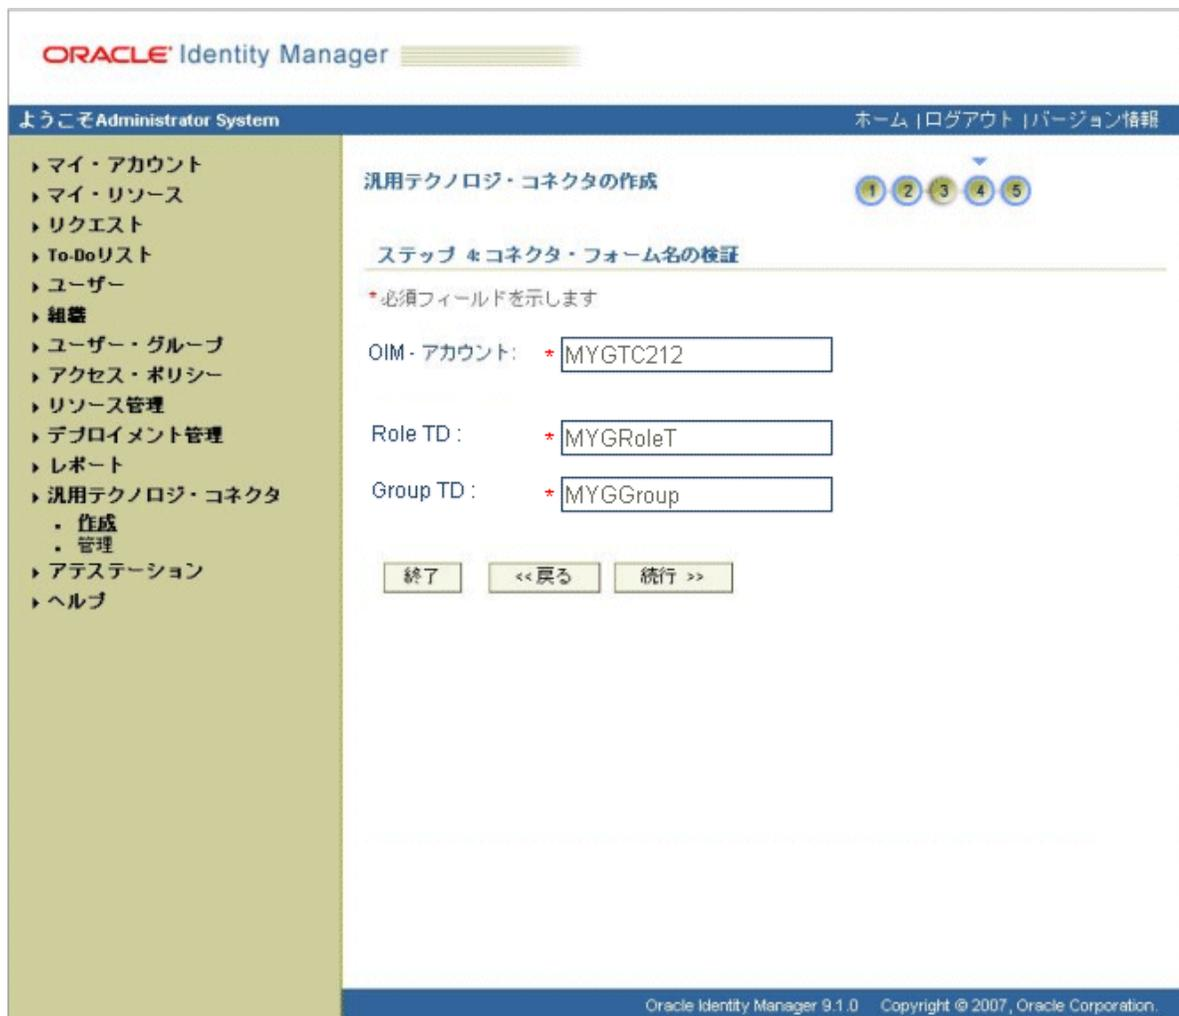 ORACLE Identity Manager
ようこそAdministrator System
ホーム | ログアウト | バージョン情報
マイ・アカウント
マイ・リソース
リクエスト
To-Doリスト
ユーザー
組織
ユーザー・グループ
アクセス・ポリシー
リソース管理
デプロイメント管理
レポート
汎用テクノロジ・コネクタ
作成
管理
アテステーション
ヘルプ
汎用テクノロジ・コネクタの作成
1 2 3 4 5
ステップ 4: コネクタ・フォーム名の検証
*必須フィールドを示します
OIM - アカウント: * MYGTC212
Role TD : * MYGRoleT
Group TD : * MYGGroup
終了 <<戻る 続行 >>
Oracle Identity Manager 9.1.0 Copyright © 2007, Oracle Corporation.